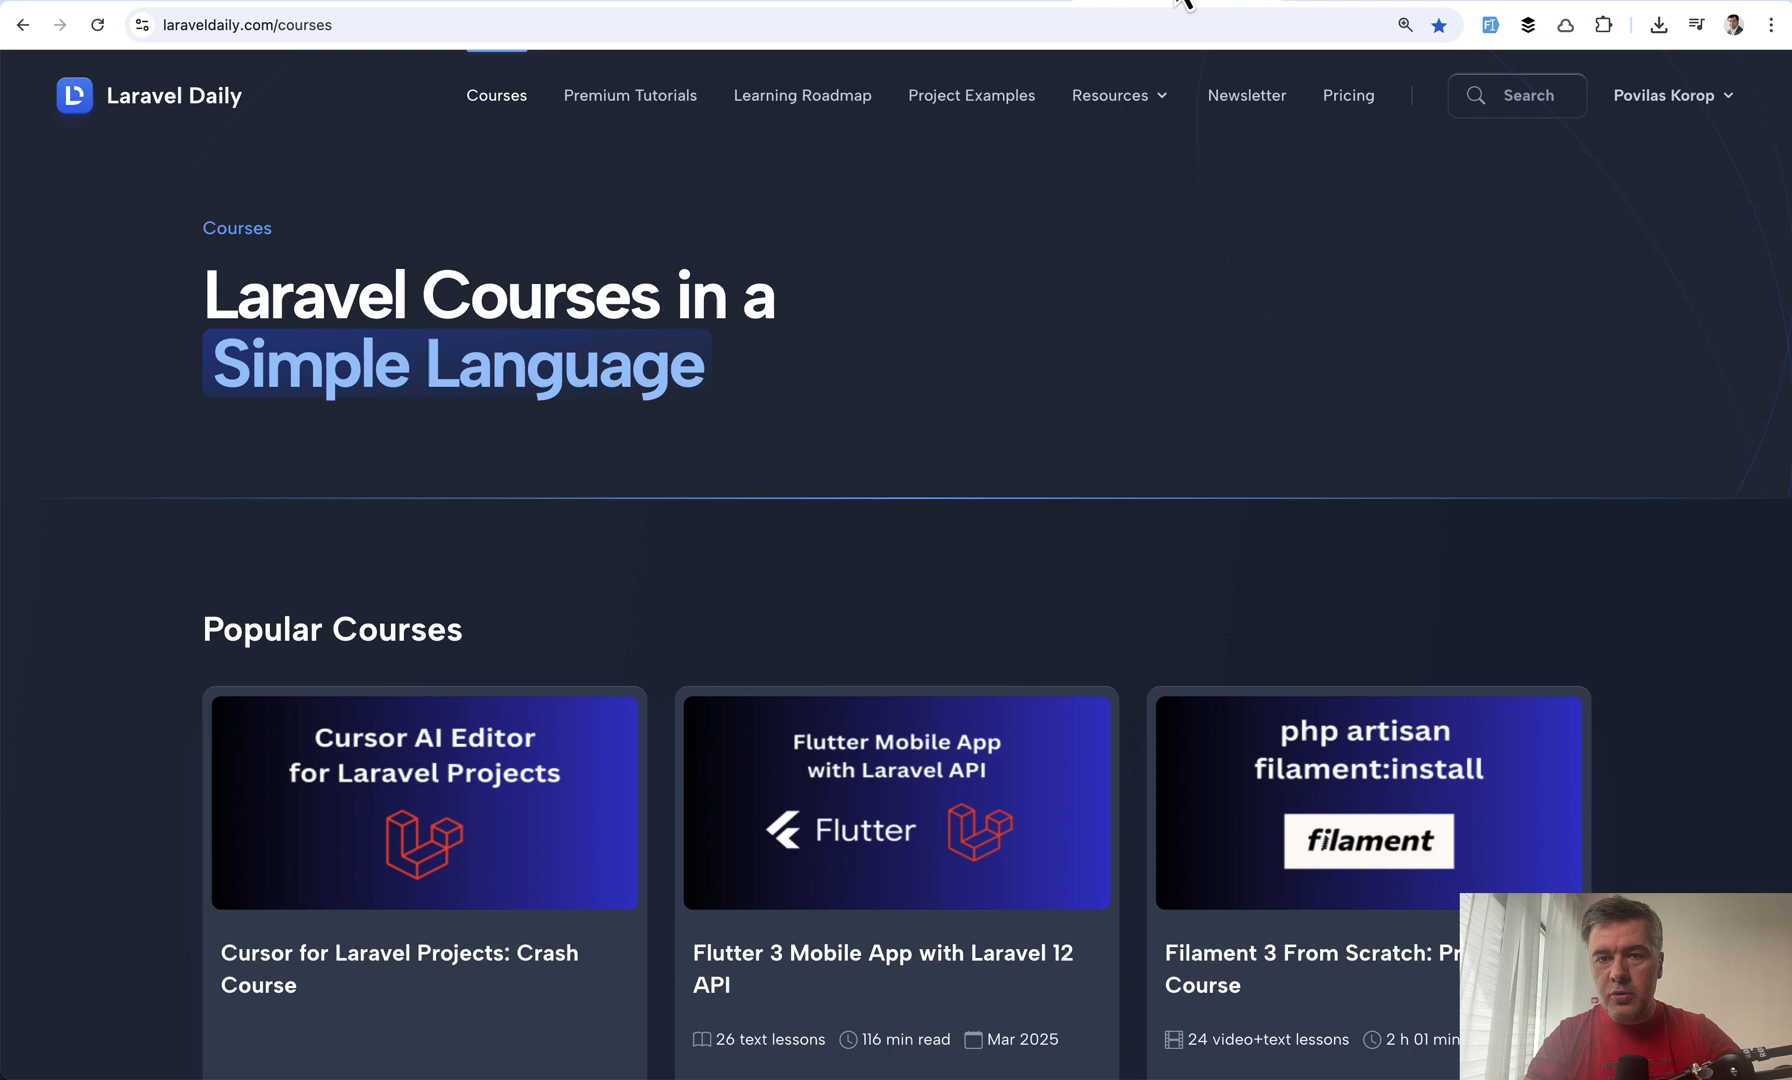 laraveldaily.com/courses
Laravel Daily
Courses
Premium Tutorials
Learning Roadmap
Project Examples
Resources
Newsletter
Pricing
Search
Povilas Korop
Courses
Laravel Courses in a
Simple Language
Popular Courses
Cursor AI Editor
for Laravel Projects
Cursor for Laravel Projects: Crash
Course
Flutter Mobile App
with Laravel API
Flutter
Flutter 3 Mobile App with Laravel 12
API
26 text lessons 116 min read Mar 2025
php artisan
filament:install
filament
Filament 3 From Scratch:
Course
24 video+text lessons 2 h 01 min